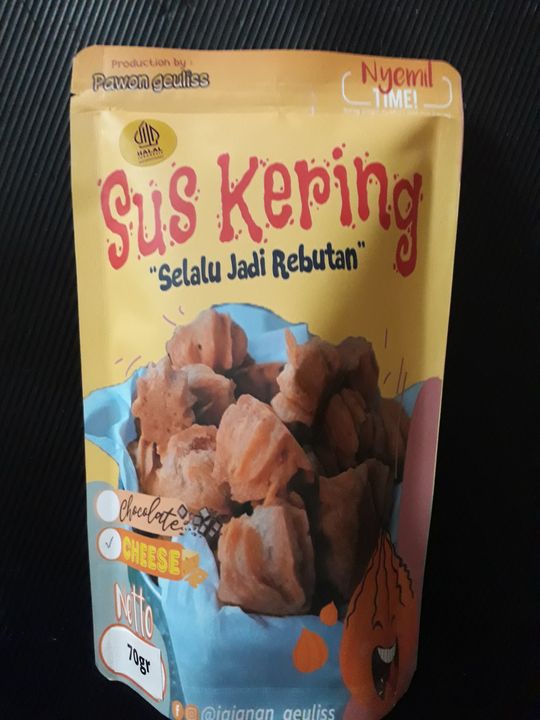 Production by :
Pawon geuliss
Nyemil
TIME!
HALAL
Sus Kering
"Selalu Jadi Rebutan"
Chocolate
✓ CHEESE
Netto
70gr
@jajanan_geuliss